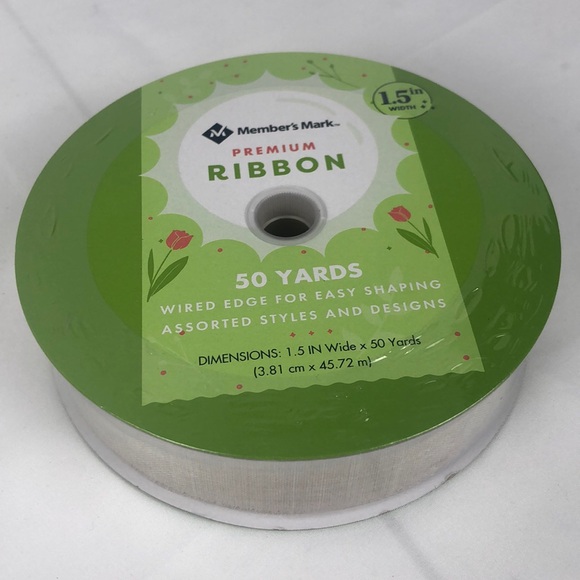 1.5in
WIDTH
Member's Mark™
PREMIUM
RIBBON
50 YARDS
WIRED EDGE FOR EASY SHAPING
ASSORTED STYLES AND DESIGNS
DIMENSIONS: 1.5 IN Wide x 50 Yards
(3.81 cm x 45.72 m)